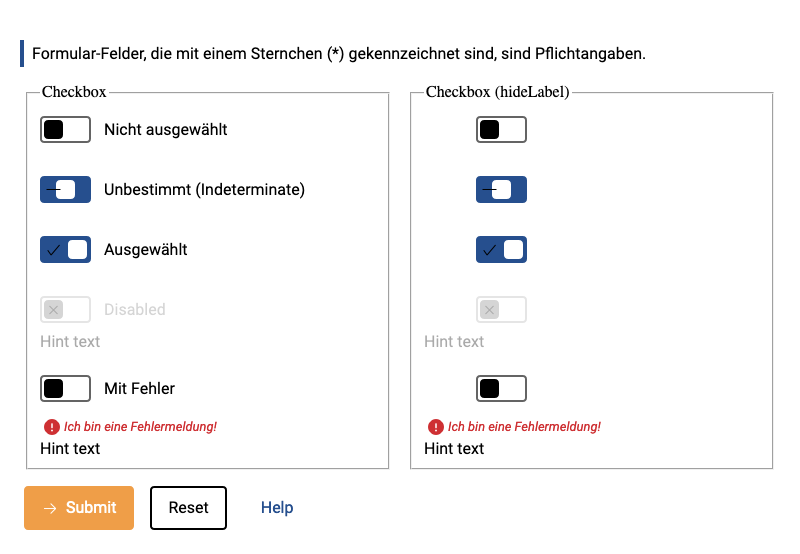 Formular-Felder, die mit einem Sternchen (*) gekennzeichnet sind, sind Pflichtangaben.
Checkbox
Nicht ausgewählt
Unbestimmt (Indeterminate)
Ausgewählt
Disabled
Hint text
Mit Fehler
Ich bin eine Fehlermeldung!
Hint text
Checkbox (hideLabel)
Hint text
Ich bin eine Fehlermeldung!
Hint text
Submit
Reset
Help